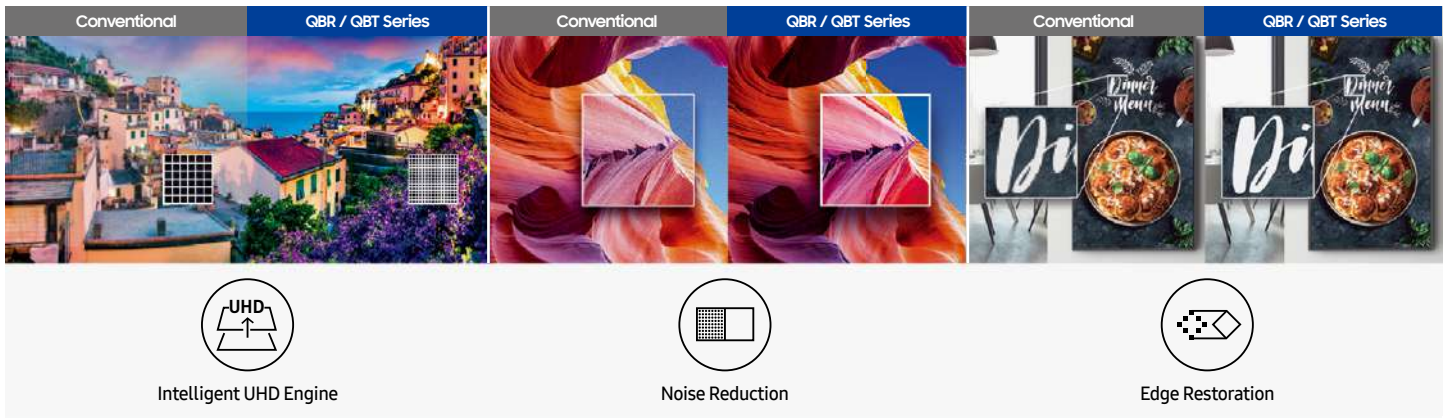 Conventional
QBR / QBT Series
Conventional
QBR / QBT Series
Conventional
QBR / QBT Series
Dinner
Menu
Di
Dinner
Menu
Di
UHD
Intelligent UHD Engine
Noise Reduction
Edge Restoration